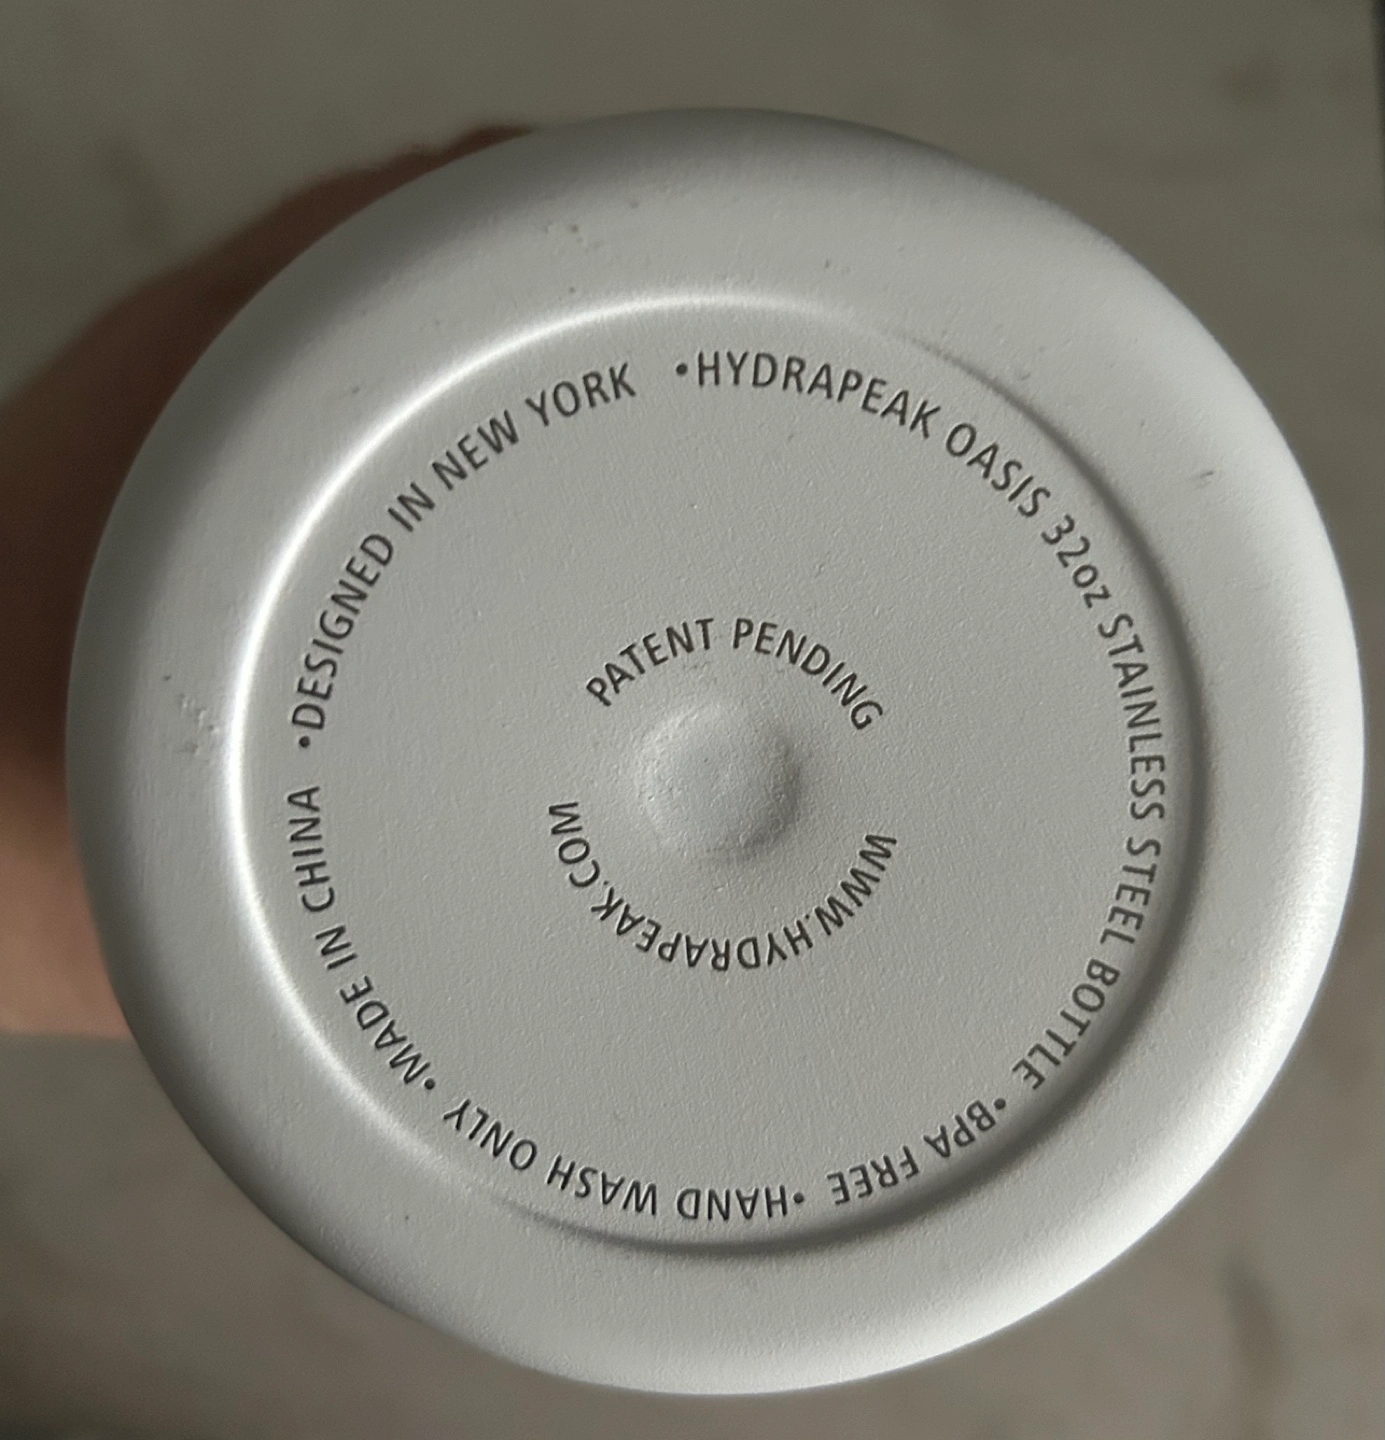 •HYDRAPEAK OASIS 32oz STAINLESS STEEL BOTTLE •BPA FREE •HAND WASH ONLY •MADE IN CHINA •DESIGNED IN NEW YORK
PATENT PENDING
WWW.HYDRAPEAK.COM